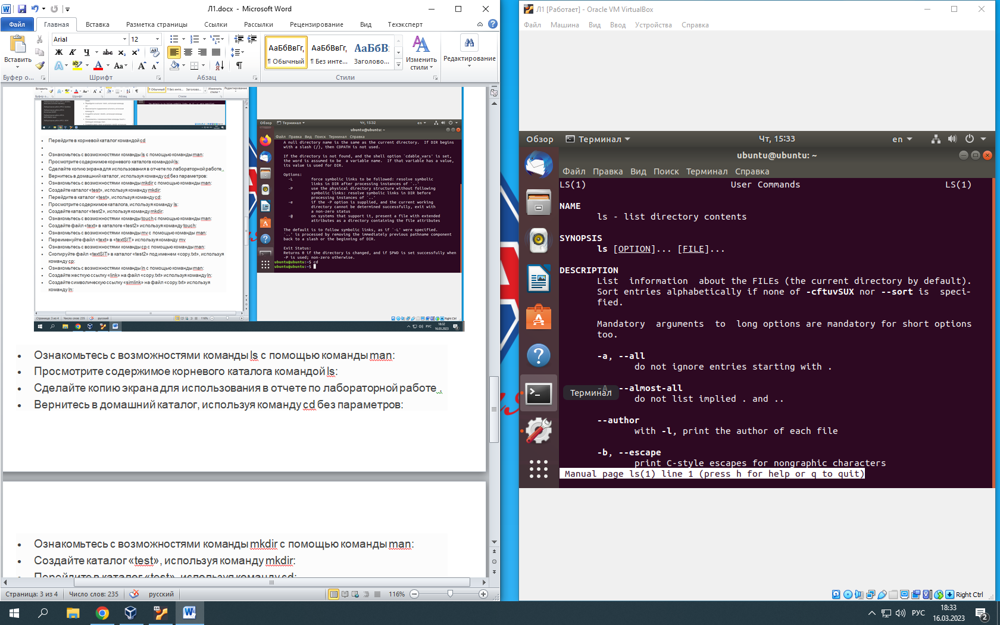 Л1.docx - Microsoft Word
Файл Главная Вставка Разметка страницы Ссылки Рассылки Рецензирование Вид Техэксперт
Вставить
Arial 12
Ж К Ч abc x₂ x²
АаБбВвГг, АаБбВвГг, АаБбВ
¶ Обычный ¶ Без инте... Заголово...
Изменить стили
Редактирование
Буфер о... Шрифт Абзац Стили
Перейдите в корневой каталог командой cd
Ознакомьтесь с возможностями команды ls с помощью команды man:
Просмотрите содержимое корневого каталога командой ls:
Сделайте копию экрана для использования в отчете по лабораторной работе .
Вернитесь в домашний каталог, используя команду cd без параметров:
Ознакомьтесь с возможностями команды mkdir с помощью команды man:
Создайте каталог «test», используя команду mkdir:
Перейдите в каталог «test», используя команду cd:
Просмотрите содержимое каталога, используя команду ls:
Создайте каталог «test2», используя команду mkdir:
Ознакомьтесь с возможностями команды touch с помощью команды man:
Создайте файл «text» в каталоге «test2» используя команду touch:
Ознакомьтесь с возможностями команды mv с помощью команды man:
Переименуйте файл «text» в «textSIT» используя команду mv
Ознакомьтесь с возможностями команды cp с помощью команды man:
Скопируйте файл «textSIT» в каталог «test2» под именем «copy.txt», используя
команду cp:
Ознакомьтесь с возможностями команды ln с помощью команды man:
Создайте жесткую ссылку «link» на файл «copy.txt» используя команду ln:
Создайте символическую ссылку «simlink» на файл «copy.txt» используя
команду ln:
Страница: 3 из 4 Число слов: 235 русский 116%
Обзор Терминал Чт, 15:32 en
ubuntu@ubuntu: ~
Файл Правка Вид Поиск Терминал Справка
A null directory name is the same as the current directory. If DIR begins
with a slash (/), then CDPATH is not used.
If the directory is not found, and the shell option `cdable_vars' is set,
the word is assumed to be a variable name. If that variable has a value,
its value is used for DIR.
Options:
-L force symbolic links to be followed: resolve symbolic
links in DIR after processing instances of `..'
-P use the physical directory structure without following
symbolic links: resolve symbolic links in DIR before
processing instances of `..'
-e if the -P option is supplied, and the current working
directory cannot be determined successfully, exit with
a non-zero status
-@ on systems that support it, present a file with extended
attributes as a directory containing the file attributes
The default is to follow symbolic links, as if `-L' were specified.
`..' is processed by removing the immediately previous pathname component
back to a slash or the beginning of DIR.
Exit Status:
Returns 0 if the directory is changed, and if $PWD is set successfully when
-P is used; non-zero otherwise.
ubuntu@ubuntu:~$ cd
ubuntu@ubuntu:~$
Right Ctrl
РУС 18:32
16.03.2023
Ознакомьтесь с возможностями команды ls с помощью команды man:
Просмотрите содержимое корневого каталога командой ls:
Сделайте копию экрана для использования в отчете по лабораторной работе .
Вернитесь в домашний каталог, используя команду cd без параметров:
Ознакомьтесь с возможностями команды mkdir с помощью команды man:
Создайте каталог «test», используя команду mkdir:
Перейдите в каталог «test», используя команду cd:
Страница: 3 из 4 Число слов: 235 русский 116%
Л1 [Работает] - Oracle VM VirtualBox
Файл Машина Вид Ввод Устройства Справка
Обзор Терминал Чт, 15:33 en
ubuntu@ubuntu: ~
Файл Правка Вид Поиск Терминал Справка
LS(1) User Commands LS(1)
NAME
ls - list directory contents
SYNOPSIS
ls [OPTION]... [FILE]...
DESCRIPTION
List information about the FILEs (the current directory by default).
Sort entries alphabetically if none of -cftuvSUX nor --sort is speci-
fied.
Mandatory arguments to long options are mandatory for short options
too.
-a, --all
do not ignore entries starting with .
-A, --almost-all
Терминал
do not list implied . and ..
--author
with -l, print the author of each file
-b, --escape
print C-style escapes for nongraphic characters
Manual page ls(1) line 1 (press h for help or q to quit)
Right Ctrl
РУС 18:33
16.03.2023 2